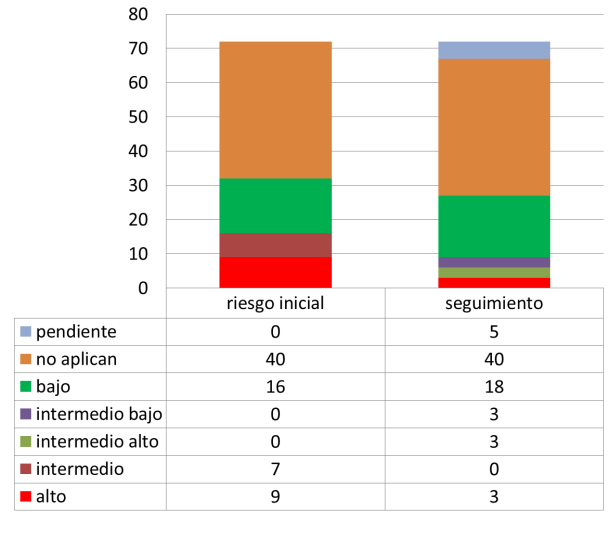 80
70
60
50
40
30
20
10
0
riesgo inicial seguimiento
pendiente 0 5
no aplican 40 40
bajo 16 18
intermedio bajo 0 3
intermedio alto 0 3
intermedio 7 0
alto 9 3